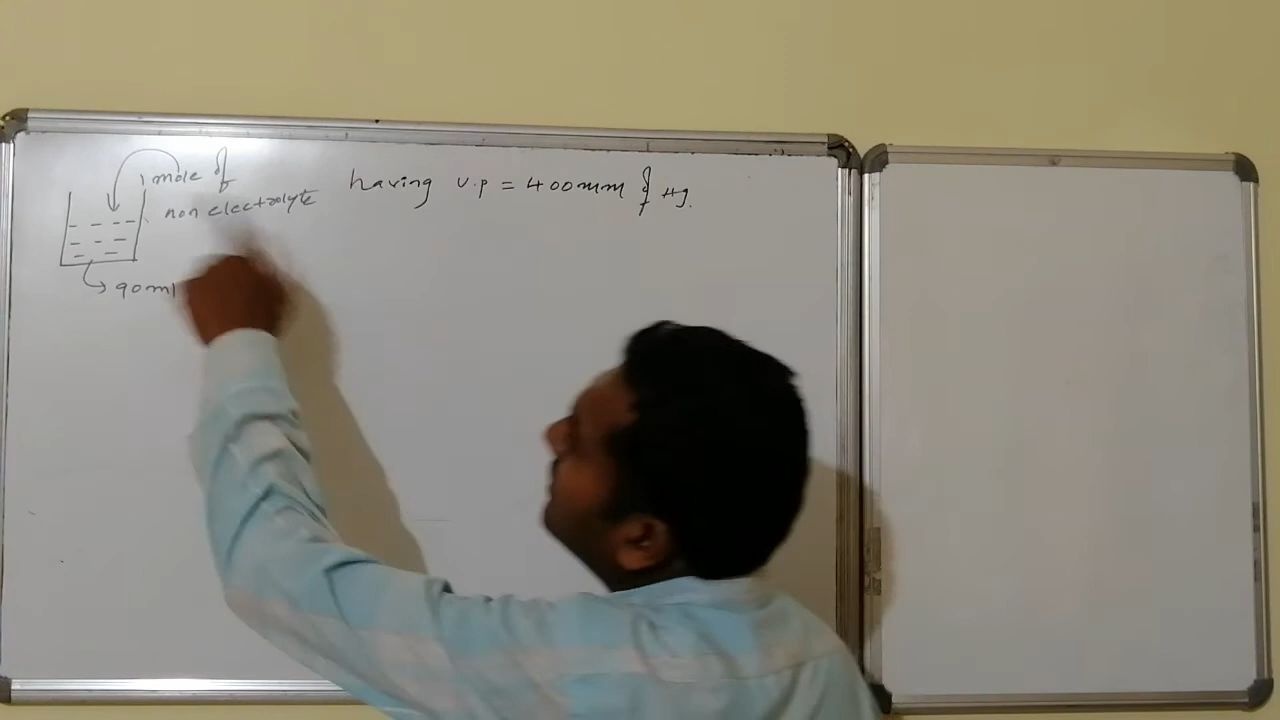 1 mole of
non electrolyte having v.p = 400mm of Hg.
90ml